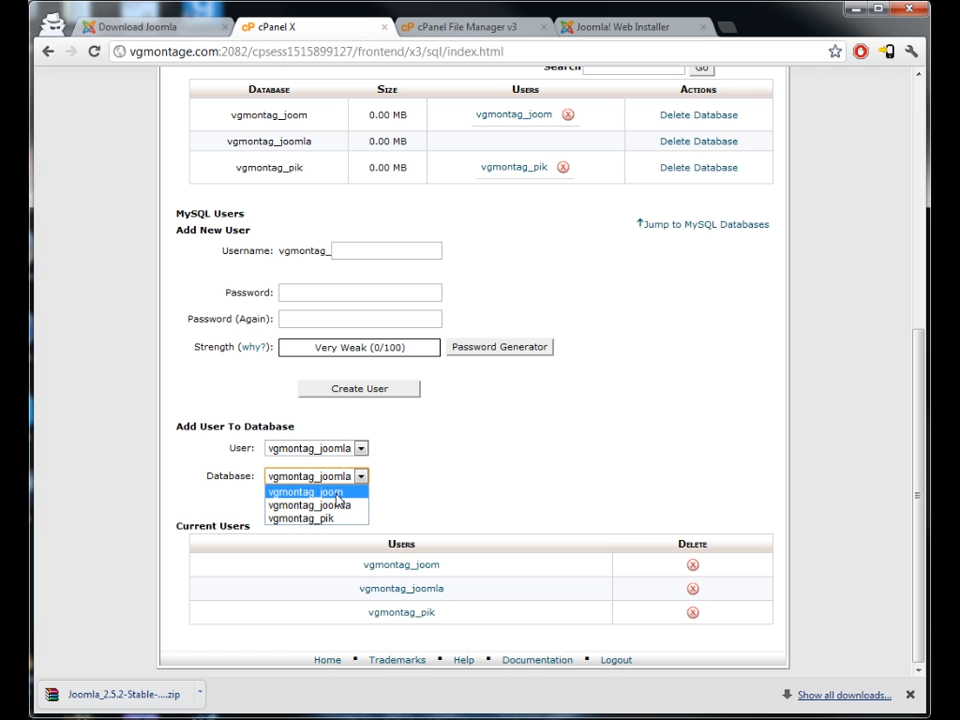 Download Joomla
cPanel X
cPanel File Manager v3
Joomla! Web Installer
vgmontage.com:2082/cpsess1515899127/frontend/x3/sql/index.html
Search Go
DATABASE SIZE USERS ACTIONS
vgmontag_joom 0.00 MB vgmontag_joom Delete Database
vgmontag_joomla 0.00 MB Delete Database
vgmontag_pik 0.00 MB vgmontag_pik Delete Database
MySQL Users
Jump to MySQL Databases
Add New User
Username: vgmontag_
Password:
Password (Again):
Strength (why?): Very Weak (0/100) Password Generator
Create User
Add User To Database
User: vgmontag_joomla
Database: vgmontag_joomla
vgmontag_joom
vgmontag_joomla
vgmontag_pik
Current Users
USERS DELETE
vgmontag_joom
vgmontag_joomla
vgmontag_pik
Home Trademarks Help Documentation Logout
Joomla_2.5.2-Stable-....zip
Show all downloads...